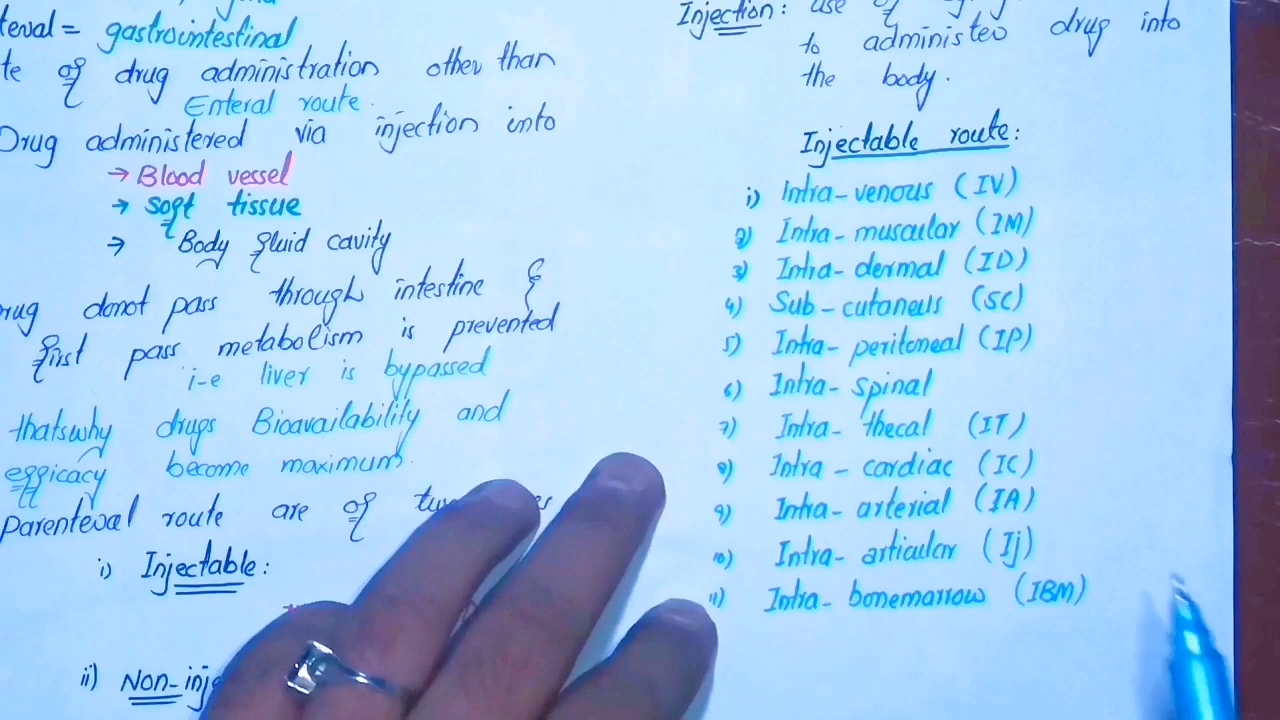 teral = gastrointestinal
te of drug administration other than
Enteral route.
Drug administered via injection into
→ Blood vessel
→ soft tissue
→ Body fluid cavity
rug donot pass through intestine &
first pass metabolism is prevented
i-e liver is bypassed
thatswhy drugs Bioavailability and
efficacy become maximum.
parenteral route are of
i) Injectable:
ii) Non-inj
Injection: use of
to administer drug into
the body.
Injectable route:
i) Intra-venous (IV)
2) Intra-muscular (IM)
3) Intra-dermal (ID)
4) Sub-cutaneus (SC)
5) Intra-peritoneal (IP)
6) Intra-spinal
7) Intra-thecal (IT)
8) Intra-cardiac (IC)
9) Intra-arterial (IA)
10) Intra-articular (Ij)
11) Intra-bonemarrow (IBM)